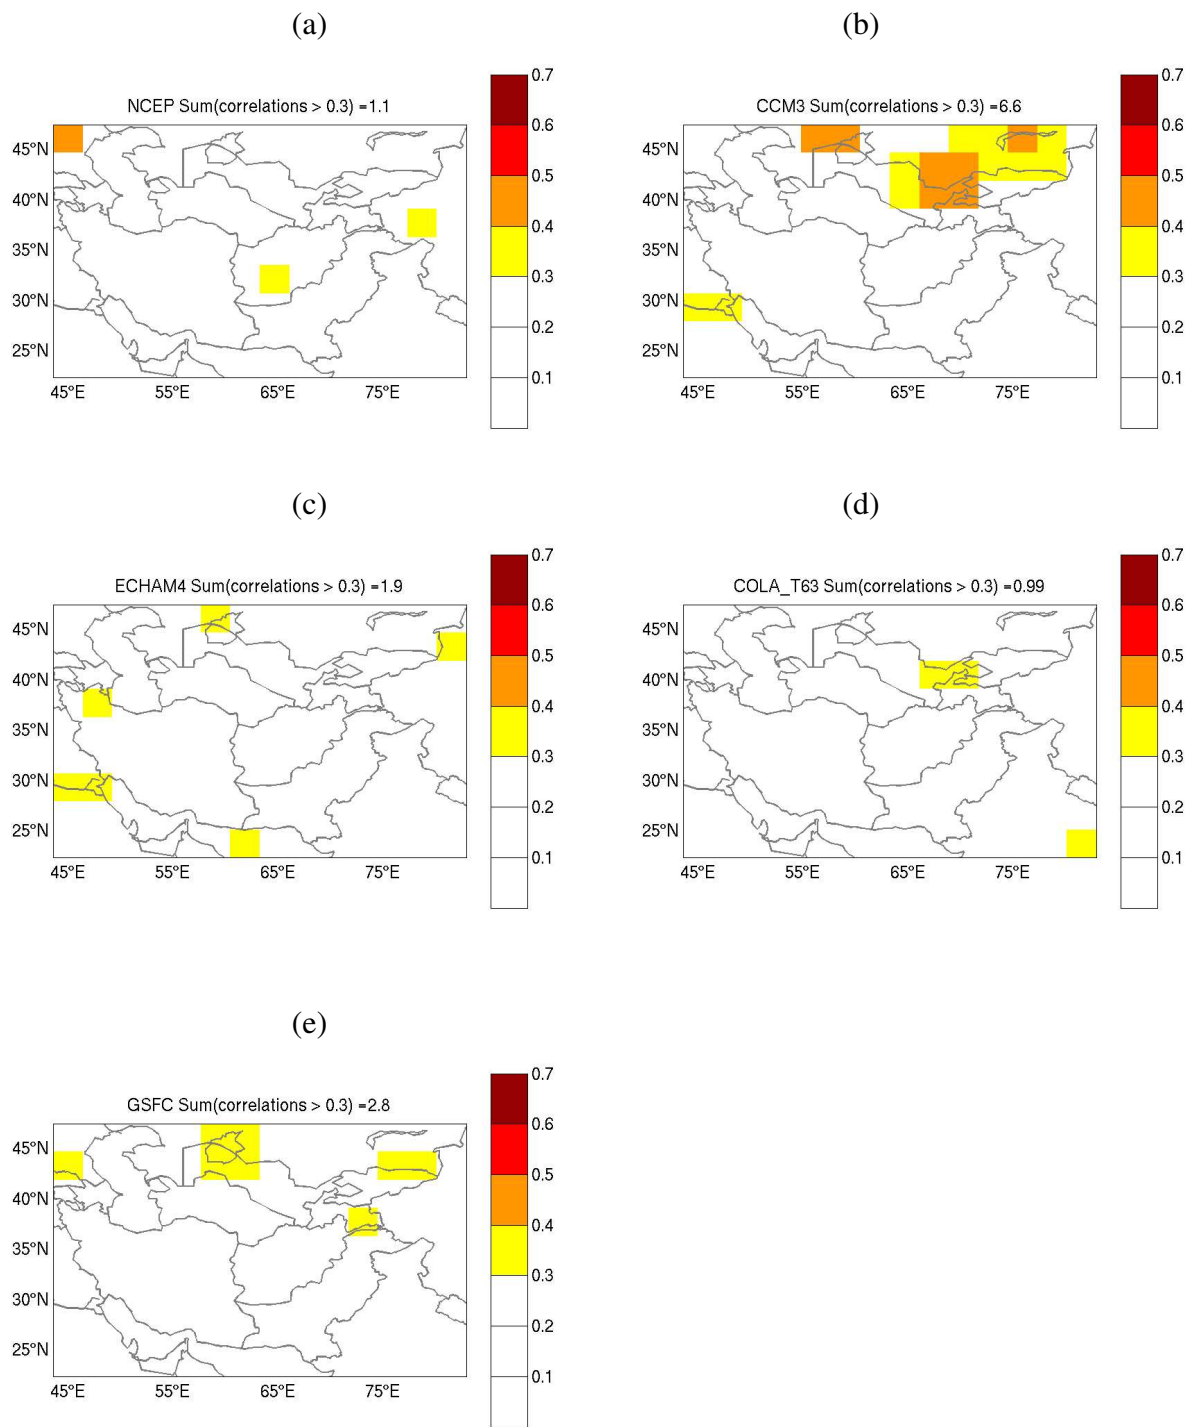 (a)
NCEP Sum(correlations > 0.3) =1.1
45°N
40°N
35°N
30°N
25°N
45°E 55°E 65°E 75°E
0.7
0.6
0.5
0.4
0.3
0.2
0.1
(b)
CCM3 Sum(correlations > 0.3) =6.6
45°N
40°N
35°N
30°N
25°N
45°E 55°E 65°E 75°E
0.7
0.6
0.5
0.4
0.3
0.2
0.1
(c)
ECHAM4 Sum(correlations > 0.3) =1.9
45°N
40°N
35°N
30°N
25°N
45°E 55°E 65°E 75°E
0.7
0.6
0.5
0.4
0.3
0.2
0.1
(d)
COLA_T63 Sum(correlations > 0.3) =0.99
45°N
40°N
35°N
30°N
25°N
45°E 55°E 65°E 75°E
0.7
0.6
0.5
0.4
0.3
0.2
0.1
(e)
GSFC Sum(correlations > 0.3) =2.8
45°N
40°N
35°N
30°N
25°N
45°E 55°E 65°E 75°E
0.7
0.6
0.5
0.4
0.3
0.2
0.1